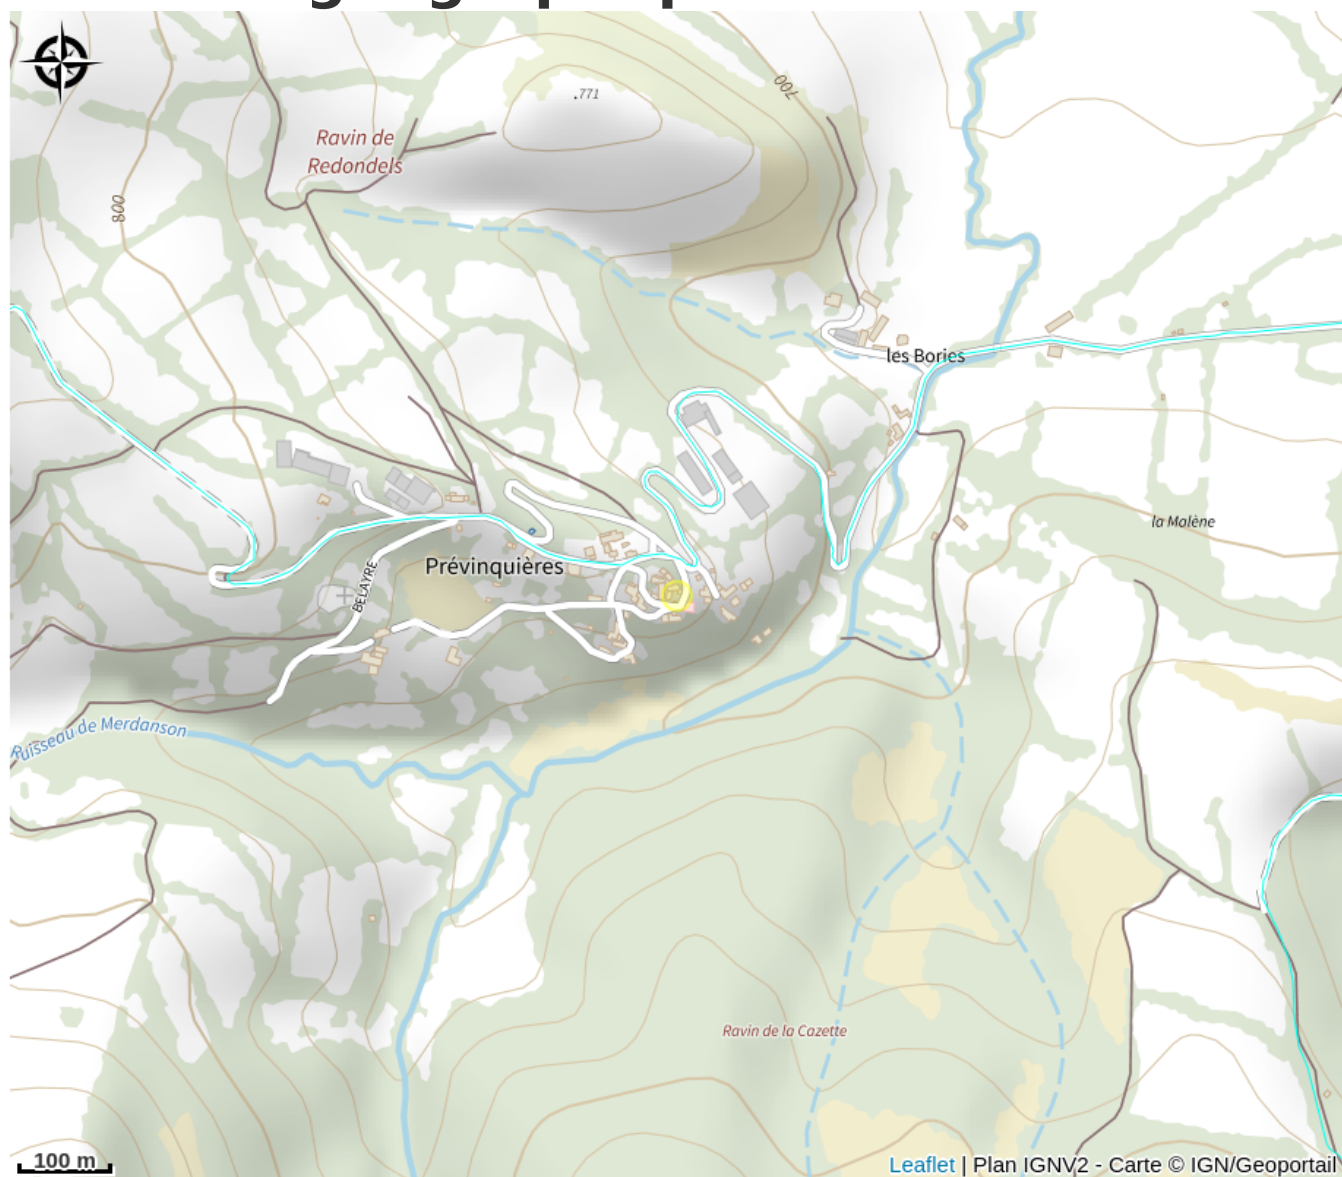 771
700
Ravin de
Redondels
800
les Bories
la Malène
Prévinquières
BELAYRE
Ruisseau de Merdanson
Ravin de la Cazette
100 m
Leaflet | Plan IGNV2 - Carte © IGN/Geoportail